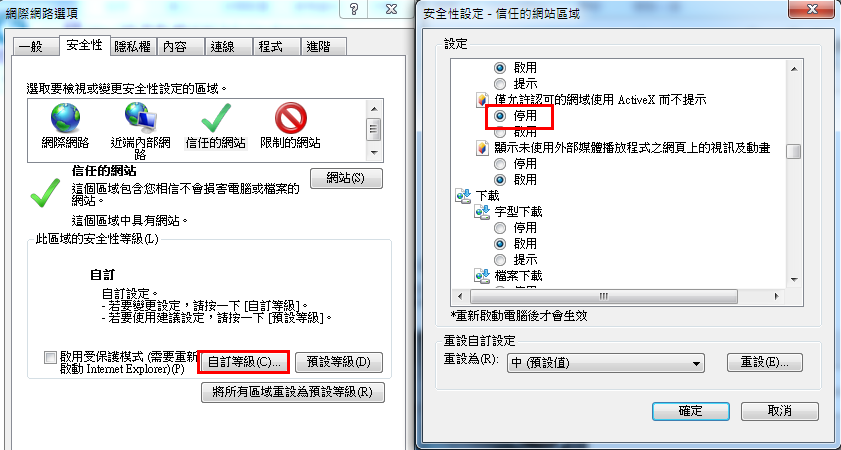 網際網路選項
一般
安全性
隱私權
內容
連線
程式
進階
選取要檢視或變更安全性設定的區域。
網際網路
近端內部網
路
信任的網站
限制的網站
信任的網站
這個區域包含您相信不會損害電腦或檔案的
網站。
網站(S)
這個區域中具有網站。
此區域的安全性等級(L)
自訂
自訂設定。
- 若要變更設定，請按一下 [自訂等級]。
- 若要使用建議設定，請按一下 [預設等級]。
啟用受保護模式 (需要重新
啟動 Internet Explorer)(P)
自訂等級(C)...
預設等級(D)
將所有區域重設為預設等級(R)
安全性設定 - 信任的網站區域
設定
啟用
提示
僅允許認可的網域使用 ActiveX 而不提示
停用
啟用
顯示未使用外部媒體播放程式之網頁上的視訊及動畫
停用
啟用
下載
字型下載
停用
啟用
提示
檔案下載
*重新啟動電腦後才會生效
重設自訂設定
重設為(R):
中 (預設值)
重設(E)...
確定
取消